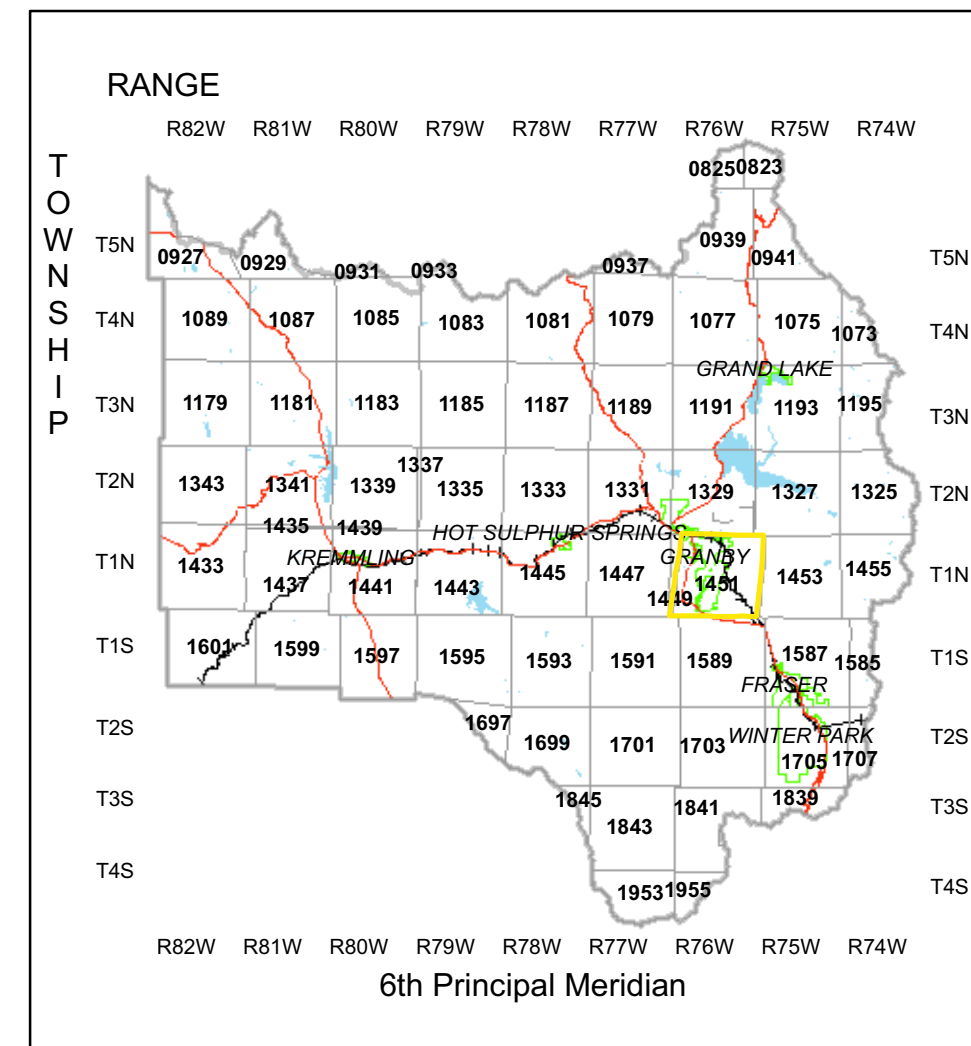 RANGE
R82W R81W R80W R79W R78W R77W R76W R75W R74W
TOWNSHIP
0825 0823
T5N 0927 0929 0931 0933 0937 0939 0941 T5N
T4N 1089 1087 1085 1083 1081 1079 1077 1075 1073 T4N
GRAND LAKE
T3N 1179 1181 1183 1185 1187 1189 1191 1193 1195 T3N
1337
T2N 1343 1341 1339 1335 1333 1331 1329 1327 1325 T2N
1435 1439
HOT SULPHUR SPRINGS
KREMMLING GRANBY
T1N 1433 1437 1441 1443 1445 1447 1449 1451 1453 1455 T1N
T1S 1601 1599 1597 1595 1593 1591 1589 1587 1585 T1S
FRASER
T2S 1697 1699 1701 1703 WINTER PARK 1705 1707 T2S
T3S 1845 1843 1841 1839 T3S
T4S 1953 1955 T4S
R82W R81W R80W R79W R78W R77W R76W R75W R74W
6th Principal Meridian